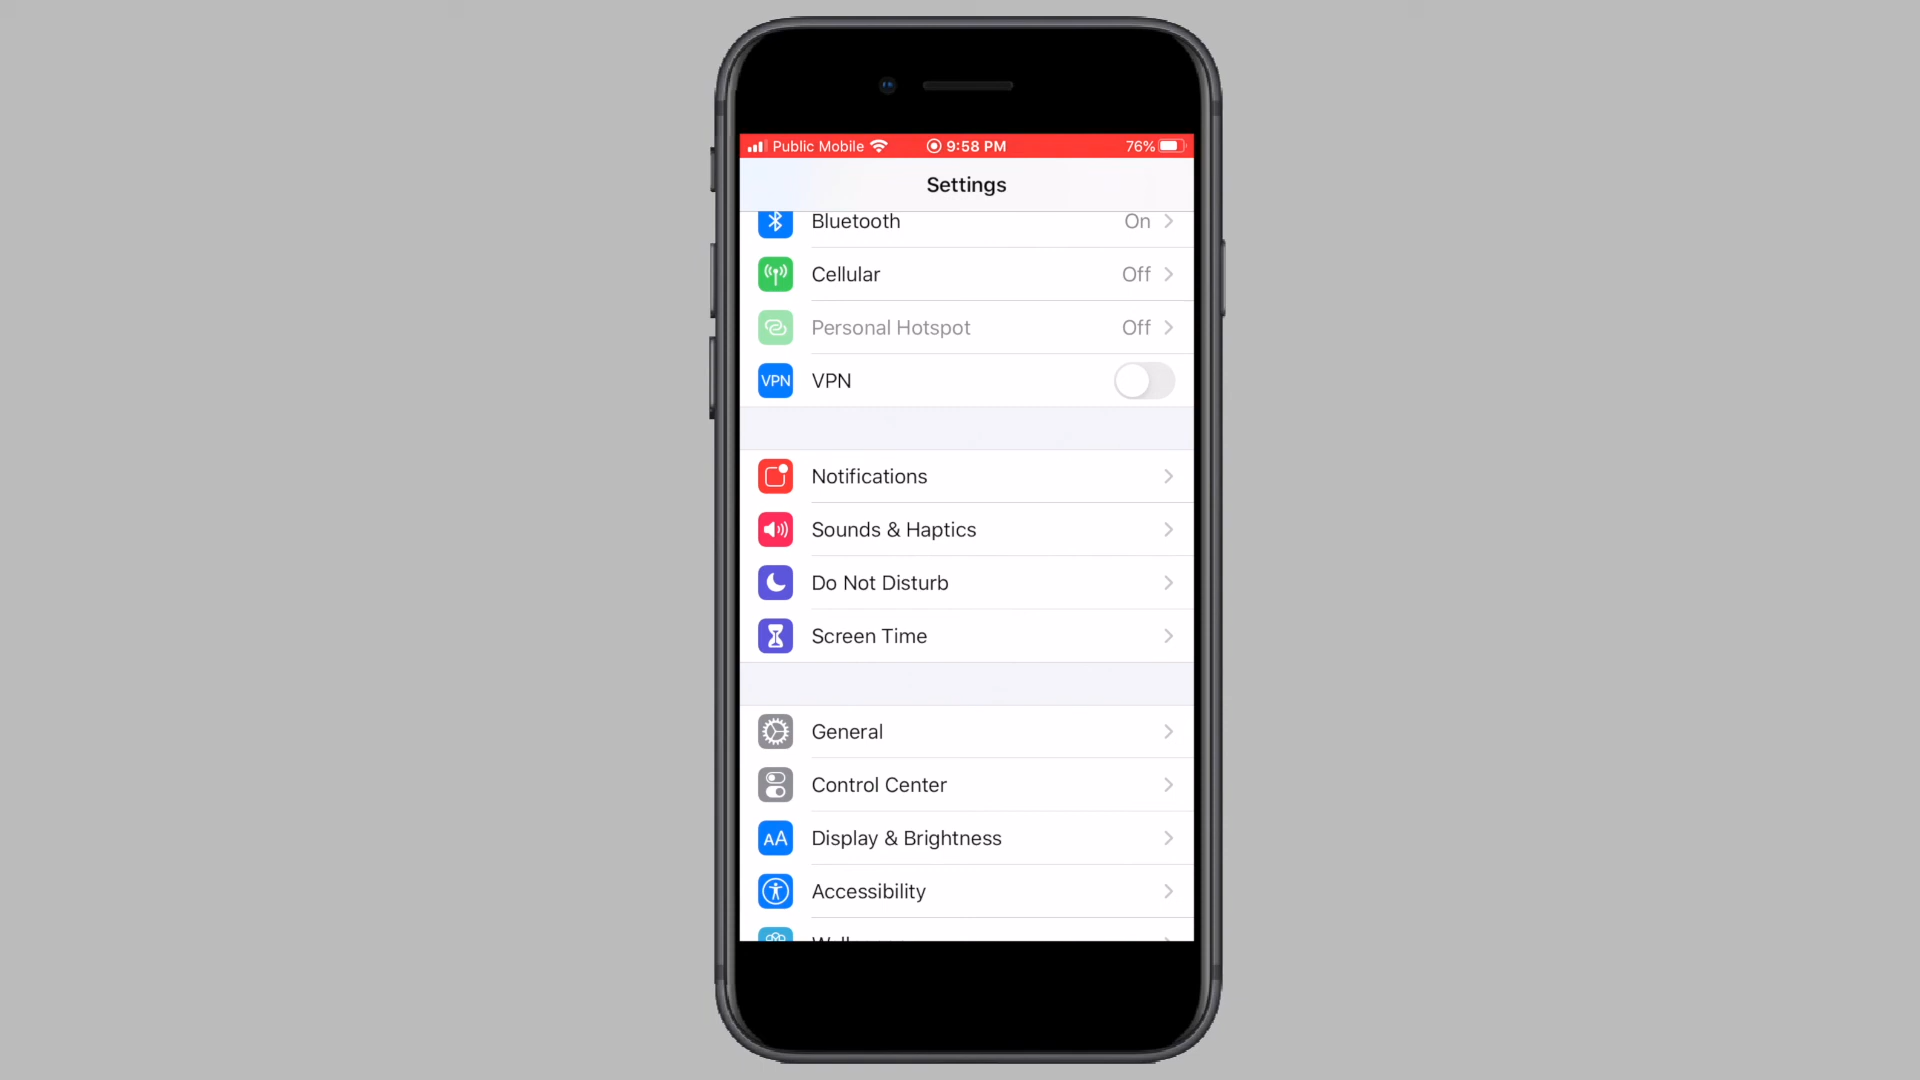 Public Mobile 9:58 PM 76%
Settings
Bluetooth On
Cellular Off
Personal Hotspot Off
VPN VPN
Notifications
Sounds & Haptics
Do Not Disturb
Screen Time
General
Control Center
AA Display & Brightness
Accessibility